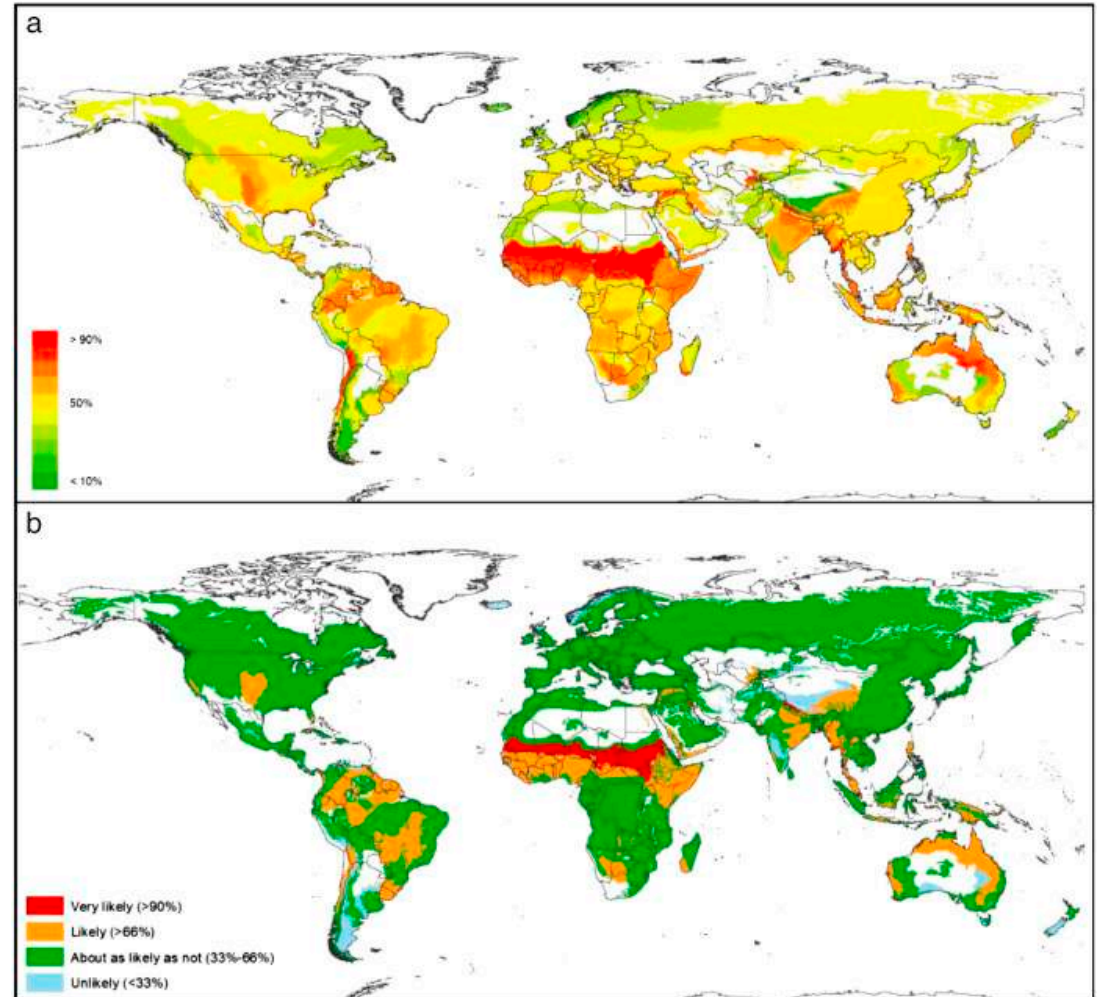 a
> 90%
50%
< 10%
b
Very likely (>90%)
Likely (>66%)
About as likely as not (33%-66%)
Unlikely (<33%)